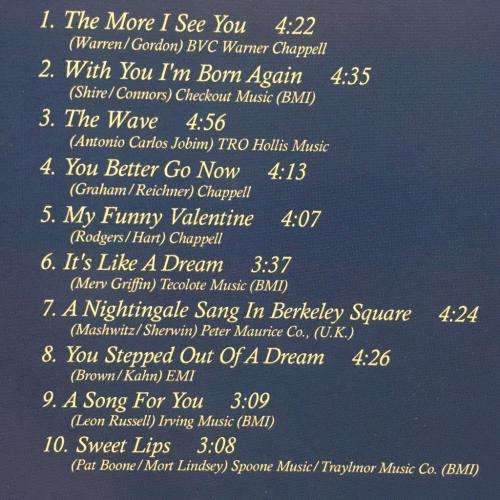 1. The More I See You 4:22
(Warren/Gordon) BVC Warner Chappell
2. With You I'm Born Again 4:35
(Shire/Connors) Checkout Music (BMI)
3. The Wave 4:56
(Antonio Carlos Jobim) TRO Hollis Music
4. You Better Go Now 4:13
(Graham/Reichner) Chappell
5. My Funny Valentine 4:07
(Rodgers/Hart) Chappell
6. It's Like A Dream 3:37
(Merv Griffin) Tecolote Music (BMI)
7. A Nightingale Sang In Berkeley Square 4:24
(Mashwitz/Sherwin) Peter Maurice Co., (U.K.)
8. You Stepped Out Of A Dream 4:26
(Brown/Kahn) EMI
9. A Song For You 3:09
(Leon Russell) Irving Music (BMI)
10. Sweet Lips 3:08
(Pat Boone/Mort Lindsey) Spoone Music/Traylmor Music Co. (BMI)